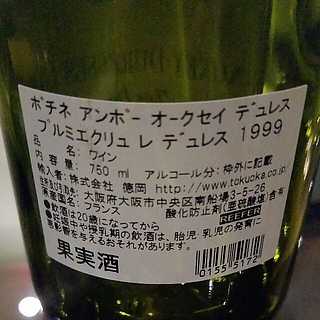 ポチネ アンポー オークセイ デュレス
プルミエクリュ レ デュレス 1999
品 名: ワイン
内 容 量: 750 ml アルコール分: 枠外に記載
輸入者: 株式会社 徳岡 http://www.tokuoka.co.jp
住所及び引取先: 大阪府大阪市中央区南船場3-5-26
原産国名: フランス 酸化防止剤(亜硫酸塩)含有
●飲酒は20歳になってから REEFER
●妊娠中や授乳期の飲酒は、胎児・乳児の発育に
悪影響を与えるおそれがあります。
果実酒
0155 5172